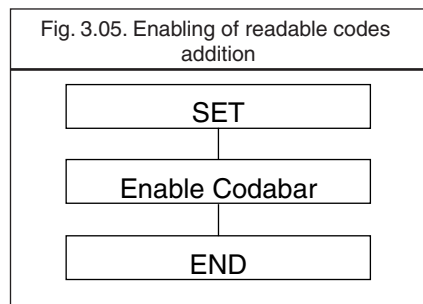 Fig. 3.05. Enabling of readable codes
addition
SET
Enable Codabar
END